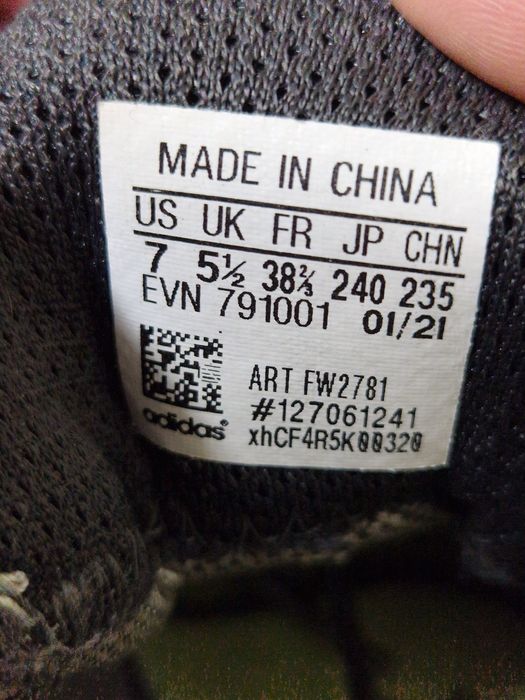 MADE IN CHINA
US UK FR JP CHN
7 5½ 38⅔ 240 235
EVN 791001 01/21
ART FW2781
#127061241
adidas® xhCF4R5K00320